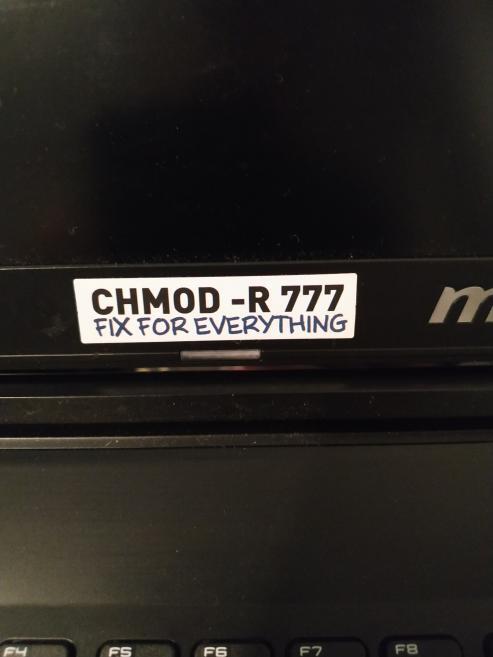 CHMOD -R 777
FIX FOR EVERYTHING
F4 F5 F6 F7 F8